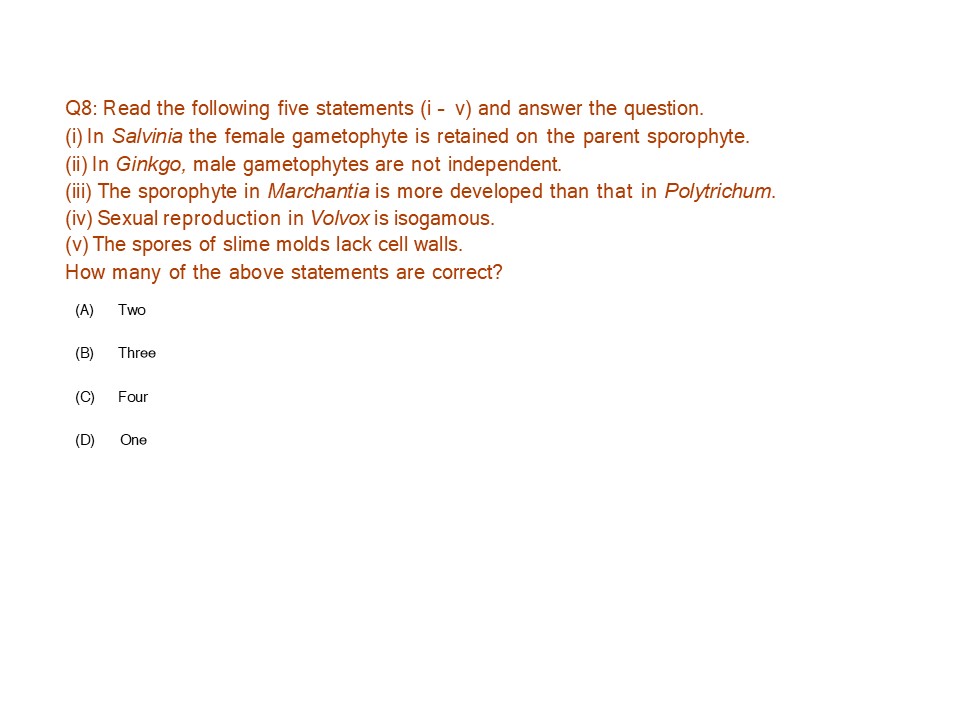 Q8: Read the following five statements (i - v) and answer the question.
(i) In Salvinia the female gametophyte is retained on the parent sporophyte.
(ii) In Ginkgo, male gametophytes are not independent.
(iii) The sporophyte in Marchantia is more developed than that in Polytrichum.
(iv) Sexual reproduction in Volvox is isogamous.
(v) The spores of slime molds lack cell walls.
How many of the above statements are correct?
(A) Two
(B) Three
(C) Four
(D) One